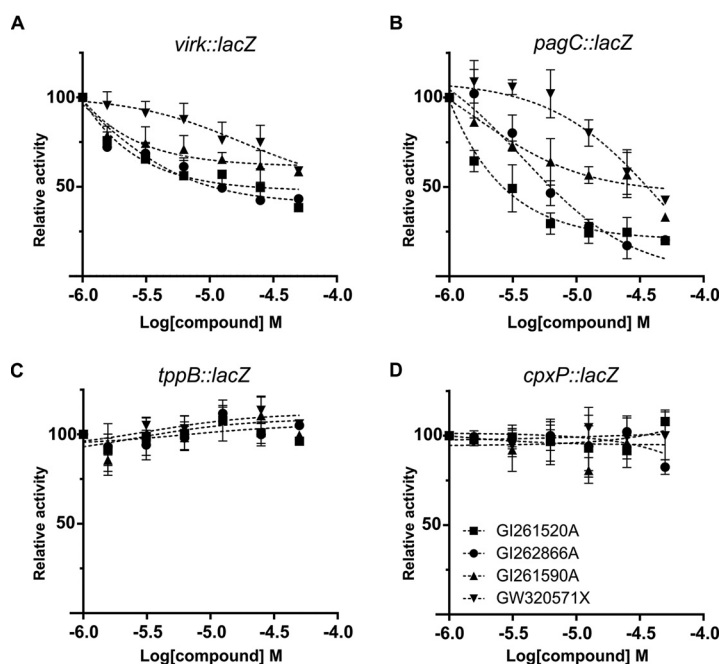 A
virk::lacZ
100
50
Relative activity
-6.0 -5.5 -5.0 -4.5 -4.0
Log[compound] M
B
pagC::lacZ
100
50
Relative activity
-6.0 -5.5 -5.0 -4.5 -4.0
Log[compound] M
C
tppB::lacZ
100
50
Relative activity
-6.0 -5.5 -5.0 -4.5 -4.0
Log[compound] M
D
cpxP::lacZ
100
50
Relative activity
GI261520A
GI262866A
GI261590A
GW320571X
-6.0 -5.5 -5.0 -4.5 -4.0
Log[compound] M